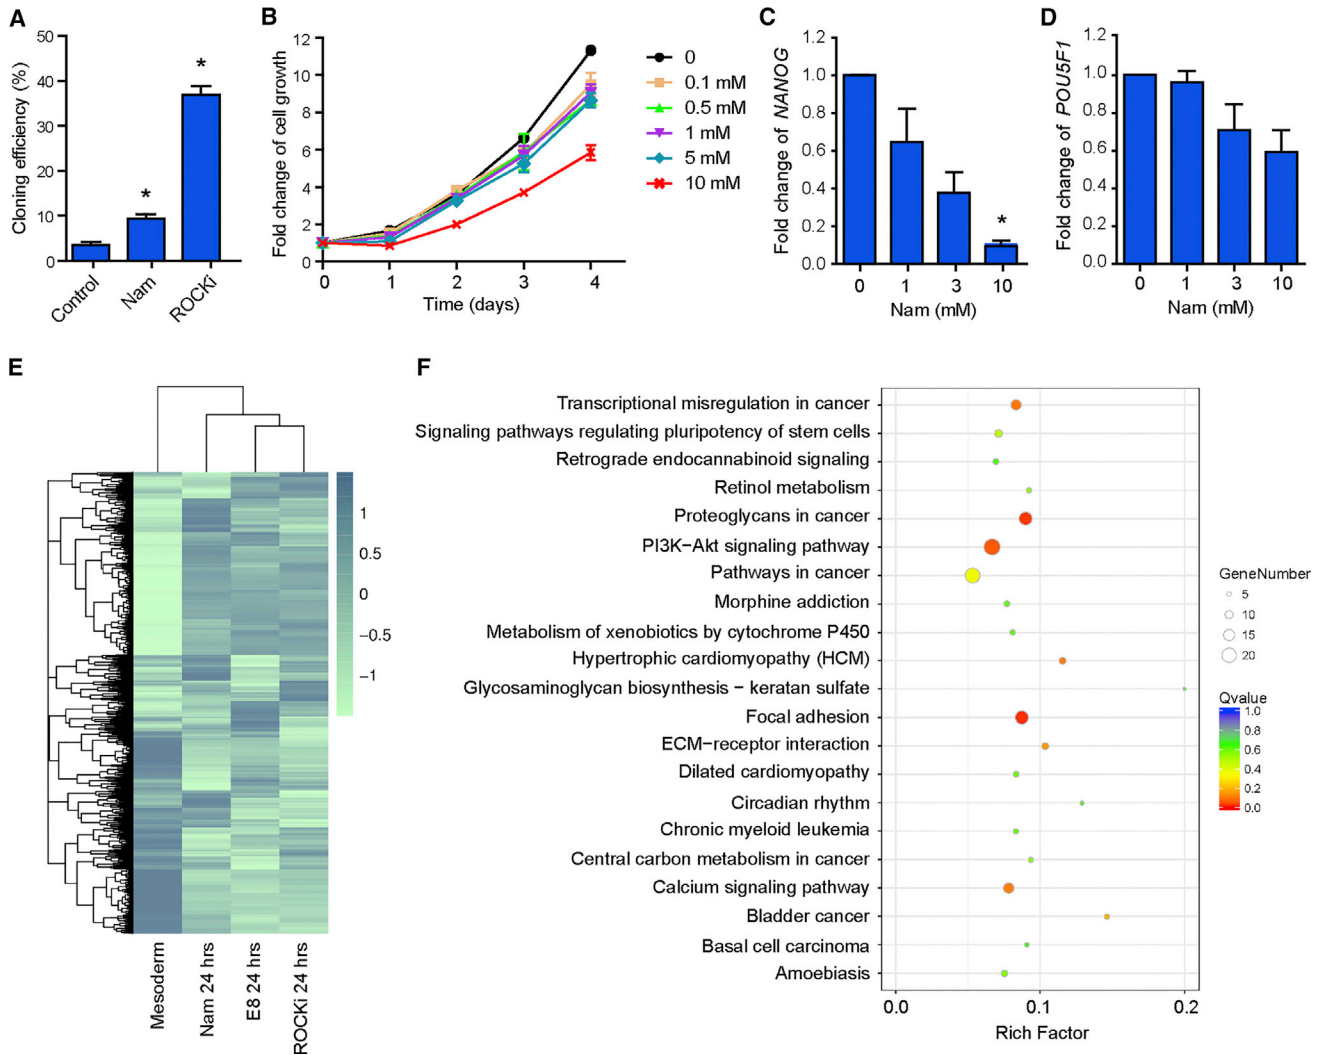 A
Cloning efficiency (%)
50
40
30
20
10
0
Control
Nam
ROCKi
*
*
B
Fold change of cell growth
12
10
8
6
4
2
0
0
1
2
3
4
Time (days)
0
0.1 mM
0.5 mM
1 mM
5 mM
10 mM
C
Fold change of NANOG
1.2
1.0
0.8
0.6
0.4
0.2
0.0
*
0
1
3
10
Nam (mM)
D
Fold change of POU5F1
1.2
1.0
0.8
0.6
0.4
0.2
0.0
0
1
3
10
Nam (mM)
E
1
0.5
0
−0.5
−1
Mesoderm
Nam 24 hrs
E8 24 hrs
ROCKi 24 hrs
F
Transcriptional misregulation in cancer
Signaling pathways regulating pluripotency of stem cells
Retrograde endocannabinoid signaling
Retinol metabolism
Proteoglycans in cancer
PI3K−Akt signaling pathway
Pathways in cancer
Morphine addiction
Metabolism of xenobiotics by cytochrome P450
Hypertrophic cardiomyopathy (HCM)
Glycosaminoglycan biosynthesis − keratan sulfate
Focal adhesion
ECM−receptor interaction
Dilated cardiomyopathy
Circadian rhythm
Chronic myeloid leukemia
Central carbon metabolism in cancer
Calcium signaling pathway
Bladder cancer
Basal cell carcinoma
Amoebiasis
0.0
0.1
0.2
Rich Factor
GeneNumber
5
10
15
20
Qvalue
1.0
0.8
0.6
0.4
0.2
0.0